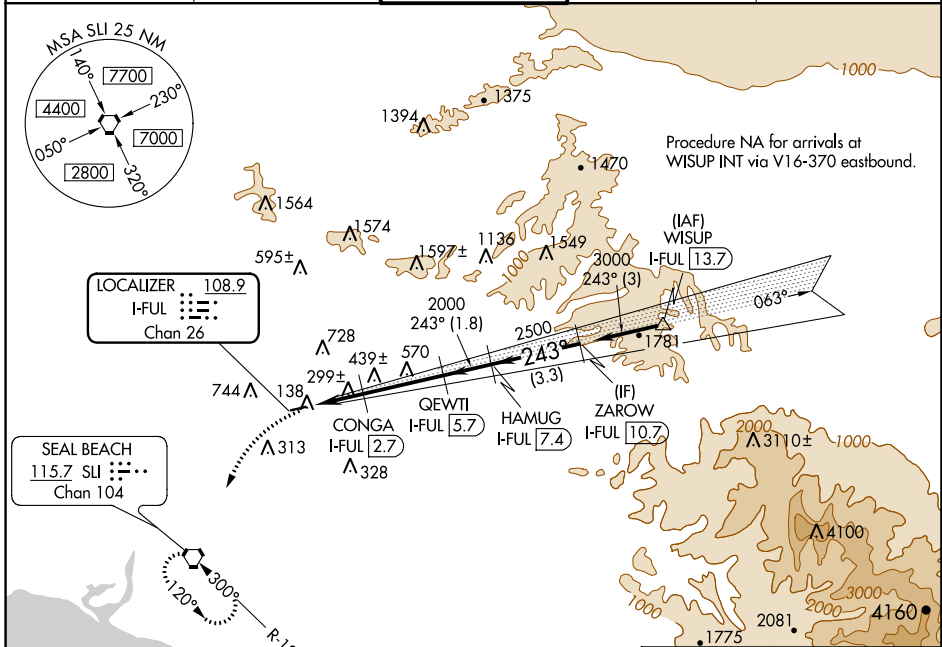 MSA SLI 25 NM
140°
7700
230°
4400
7000
050°
2800
320°
1000
1375
1394
1470
Procedure NA for arrivals at
WISUP INT via V16-370 eastbound.
1564
1574
595±
1597±
1136
1549
1000
(IAF)
WISUP
I-FUL 13.7
3000
243° (3)
063°
LOCALIZER 108.9
I-FUL
Chan 26
2000
243° (1.8)
2500
243°
(3.3)
1781
728
439±
570
744
138
299±
CONGA
I-FUL 2.7
QEWTI
I-FUL 5.7
HAMUG
I-FUL 7.4
(IF)
ZAROW
I-FUL 10.7
313
328
2000
3110±
1000
SEAL BEACH
115.7 SLI
Chan 104
4100
120°
300°
1000
3000
2000
4160
2081
1775